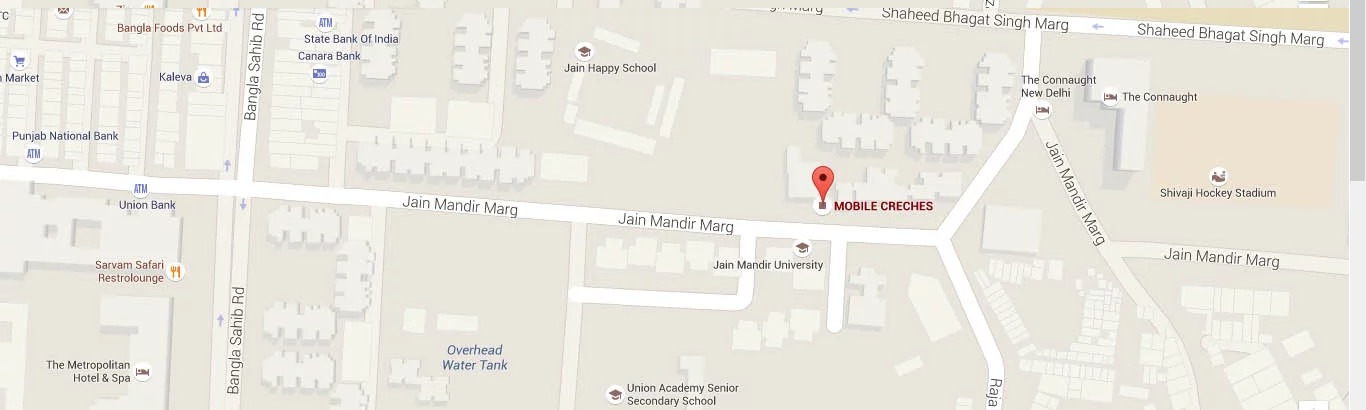 gh Marg
Shaheed Bhagat Singh Marg
Shaheed Bhagat Singh Marg
Bangla Foods Pvt Ltd
ATM
State Bank Of India
Canara Bank
Market
Kaleva
Bangla Sahib Rd
Jain Happy School
The Connaught
New Delhi
The Connaught
Punjab National Bank
ATM
ATM
Union Bank
Shivaji Hockey Stadium
Jain Mandir Marg
Jain Mandir Marg
MOBILE CRECHES
Jain Mandir Marg
Jain Mandir Marg
Jain Mandir University
Sarvam Safari
Restrolounge
Bangla Sahib Rd
Overhead
Water Tank
The Metropolitan
Hotel & Spa
Union Academy Senior
Secondary School
Raja